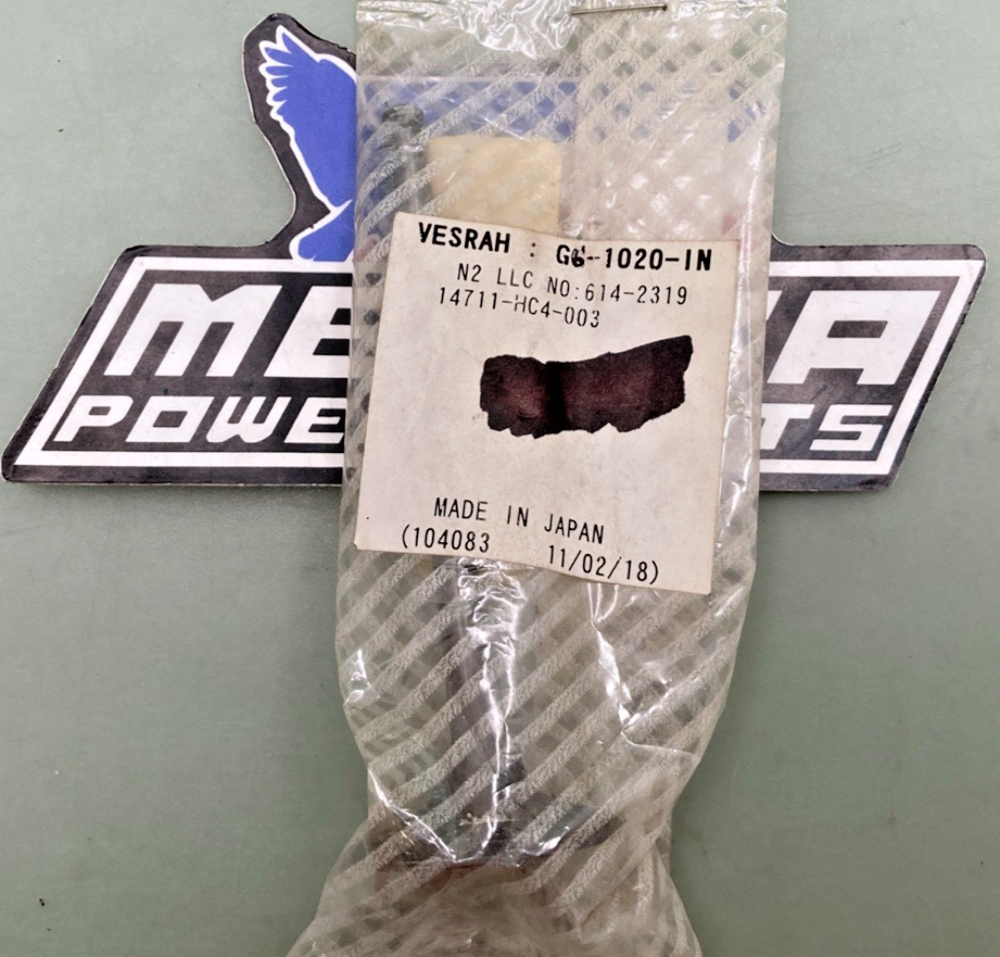 VESRAH : G6-1020-IN
N2 LLC NO:614-2319
14711-HC4-003
MADE IN JAPAN
(104083 11/02/18)